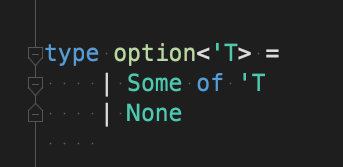 type option<'T> =
    | Some of 'T
    | None